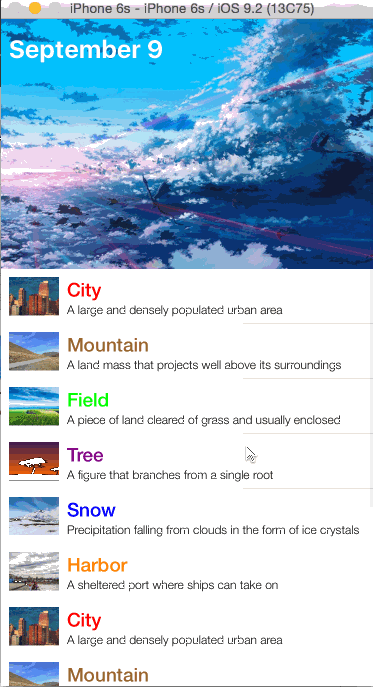 iPhone 6s - iPhone 6s / iOS 9.2 (13C75)
September 9
City
A large and densely populated urban area
Mountain
A land mass that projects well above its surroundings
Field
A piece of land cleared of grass and usually enclosed
Tree
A figure that branches from a single root
Snow
Precipitation falling from clouds in the form of ice crystals
Harbor
A sheltered port where ships can take on
City
A large and densely populated urban area
Mountain